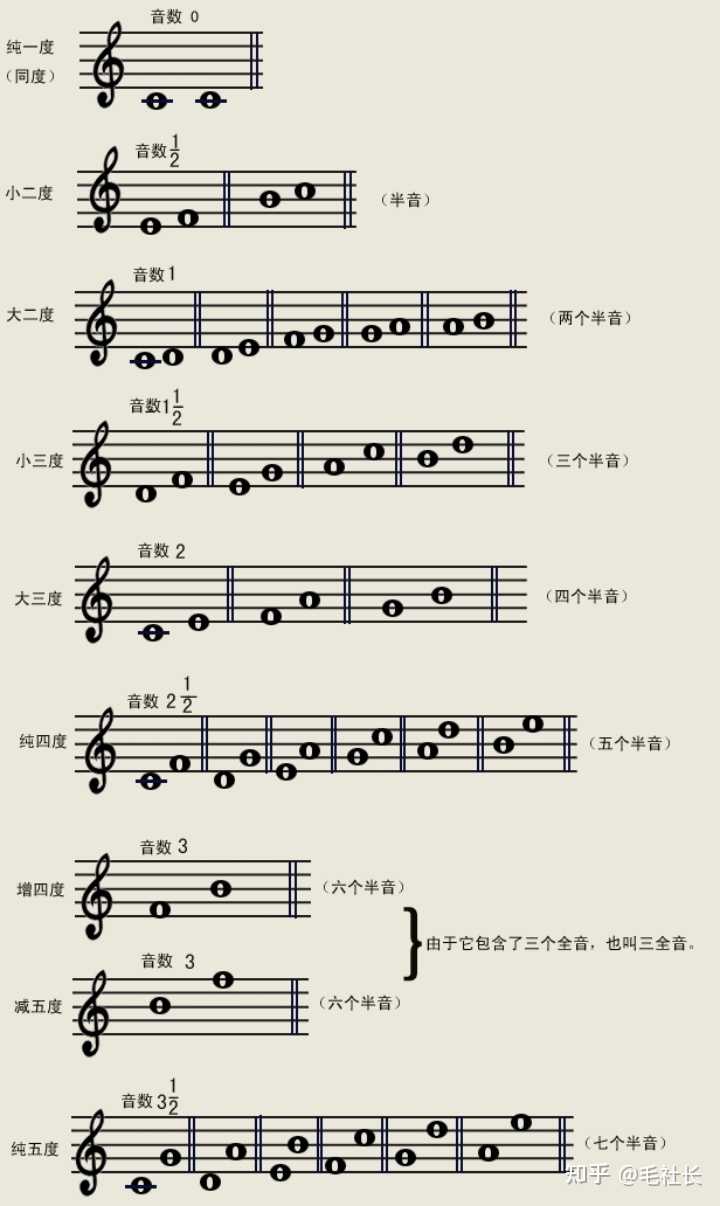 音数 0
纯一度
（同度）
音数 1/2
小二度
（半音）
音数 1
大二度
（两个半音）
音数 1 1/2
小三度
（三个半音）
音数 2
大三度
（四个半音）
音数 2 1/2
纯四度
（五个半音）
音数 3
增四度
（六个半音）
由于它包含了三个全音，也叫三全音。
音数 3
减五度
（六个半音）
音数 3 1/2
纯五度
（七个半音）
知乎 @毛社长